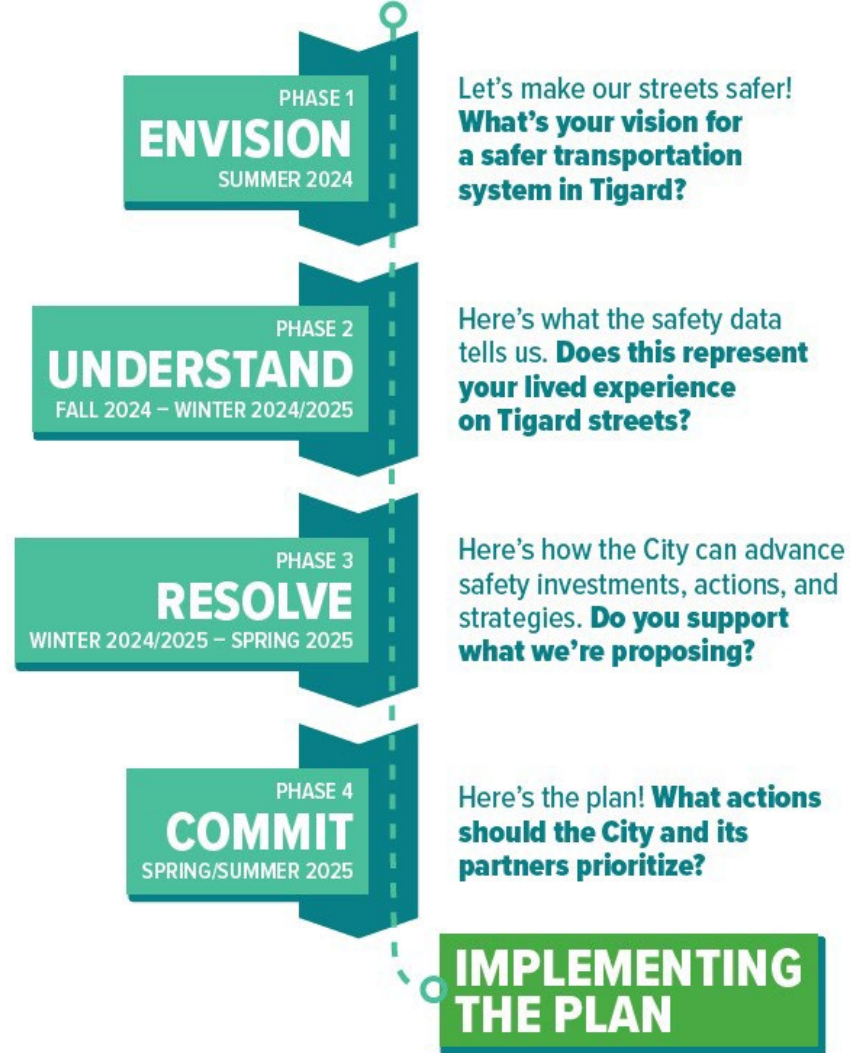 PHASE 1
ENVISION
SUMMER 2024
Let’s make our streets safer!
What’s your vision for
a safer transportation
system in Tigard?
PHASE 2
UNDERSTAND
FALL 2024 – WINTER 2024/2025
Here’s what the safety data
tells us. Does this represent
your lived experience
on Tigard streets?
PHASE 3
RESOLVE
WINTER 2024/2025 – SPRING 2025
Here’s how the City can advance
safety investments, actions, and
strategies. Do you support
what we’re proposing?
PHASE 4
COMMIT
SPRING/SUMMER 2025
Here’s the plan! What actions
should the City and its
partners prioritize?
IMPLEMENTING
THE PLAN